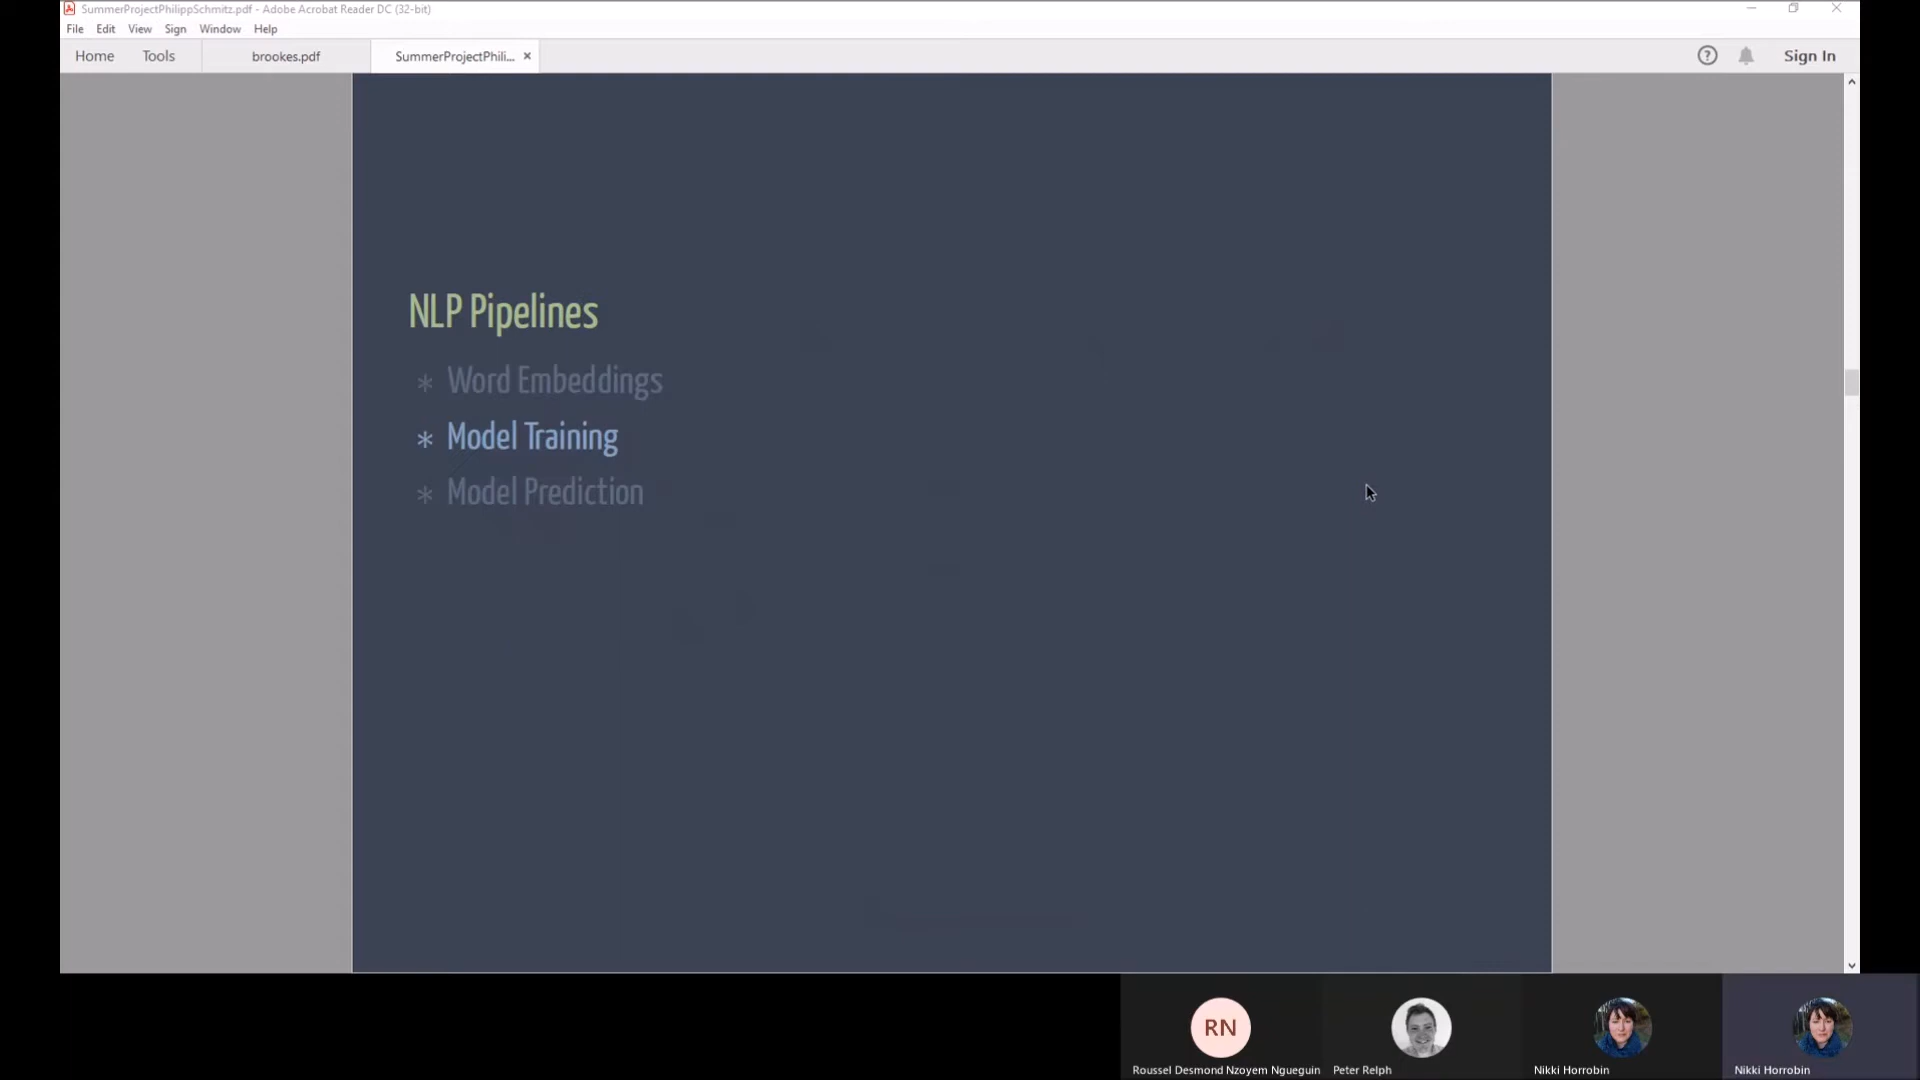 SummerProjectPhilippSchmitz.pdf - Adobe Acrobat Reader DC (32-bit)
File Edit View Sign Window Help
Home Tools brookes.pdf SummerProjectPhili... × Sign In
NLP Pipelines
* Word Embeddings
* Model Training
* Model Prediction
RN
Roussel Desmond Nzoyem Ngueguin Peter Relph Nikki Horrobin Nikki Horrobin